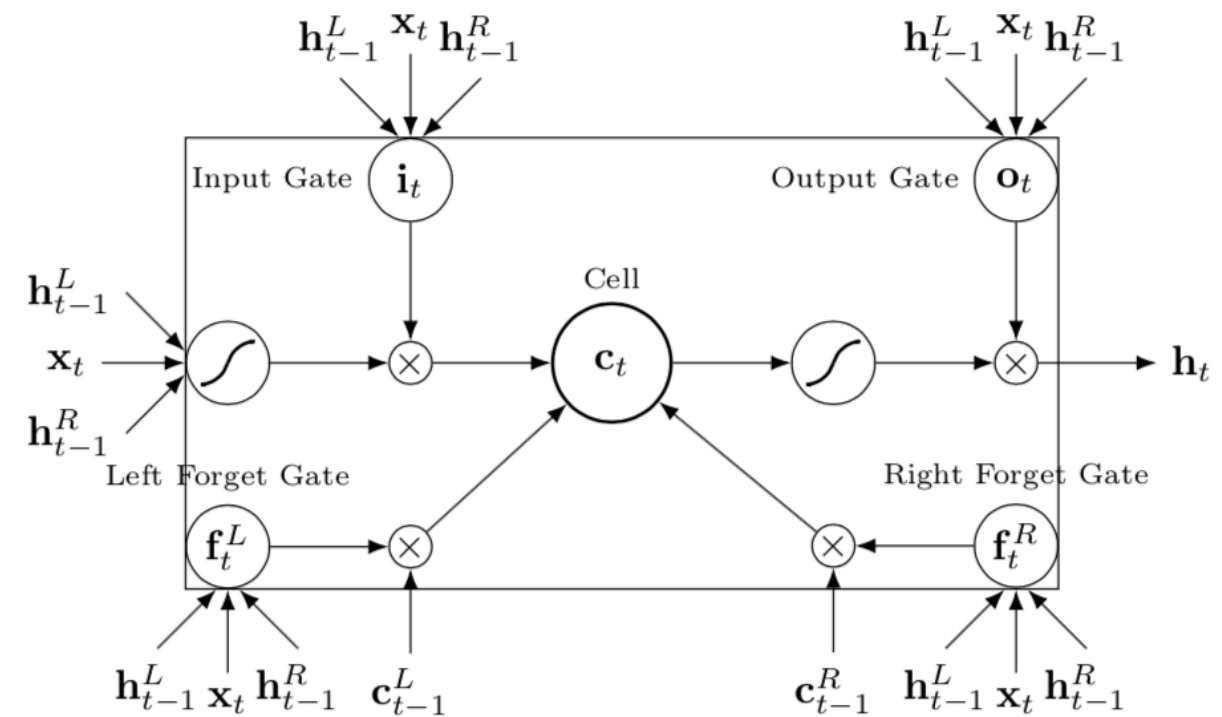 h^L_{t−1} x_t h^R_{t−1} h^L_{t−1} x_t h^R_{t−1}
Input Gate i_t Output Gate o_t
Cell
h^L_{t−1}
x_t × c_t × h_t
h^R_{t−1}
Left Forget Gate Right Forget Gate
f^L_t × × f^R_t
h^L_{t−1} x_t h^R_{t−1} c^L_{t−1} c^R_{t−1} h^L_{t−1} x_t h^R_{t−1}